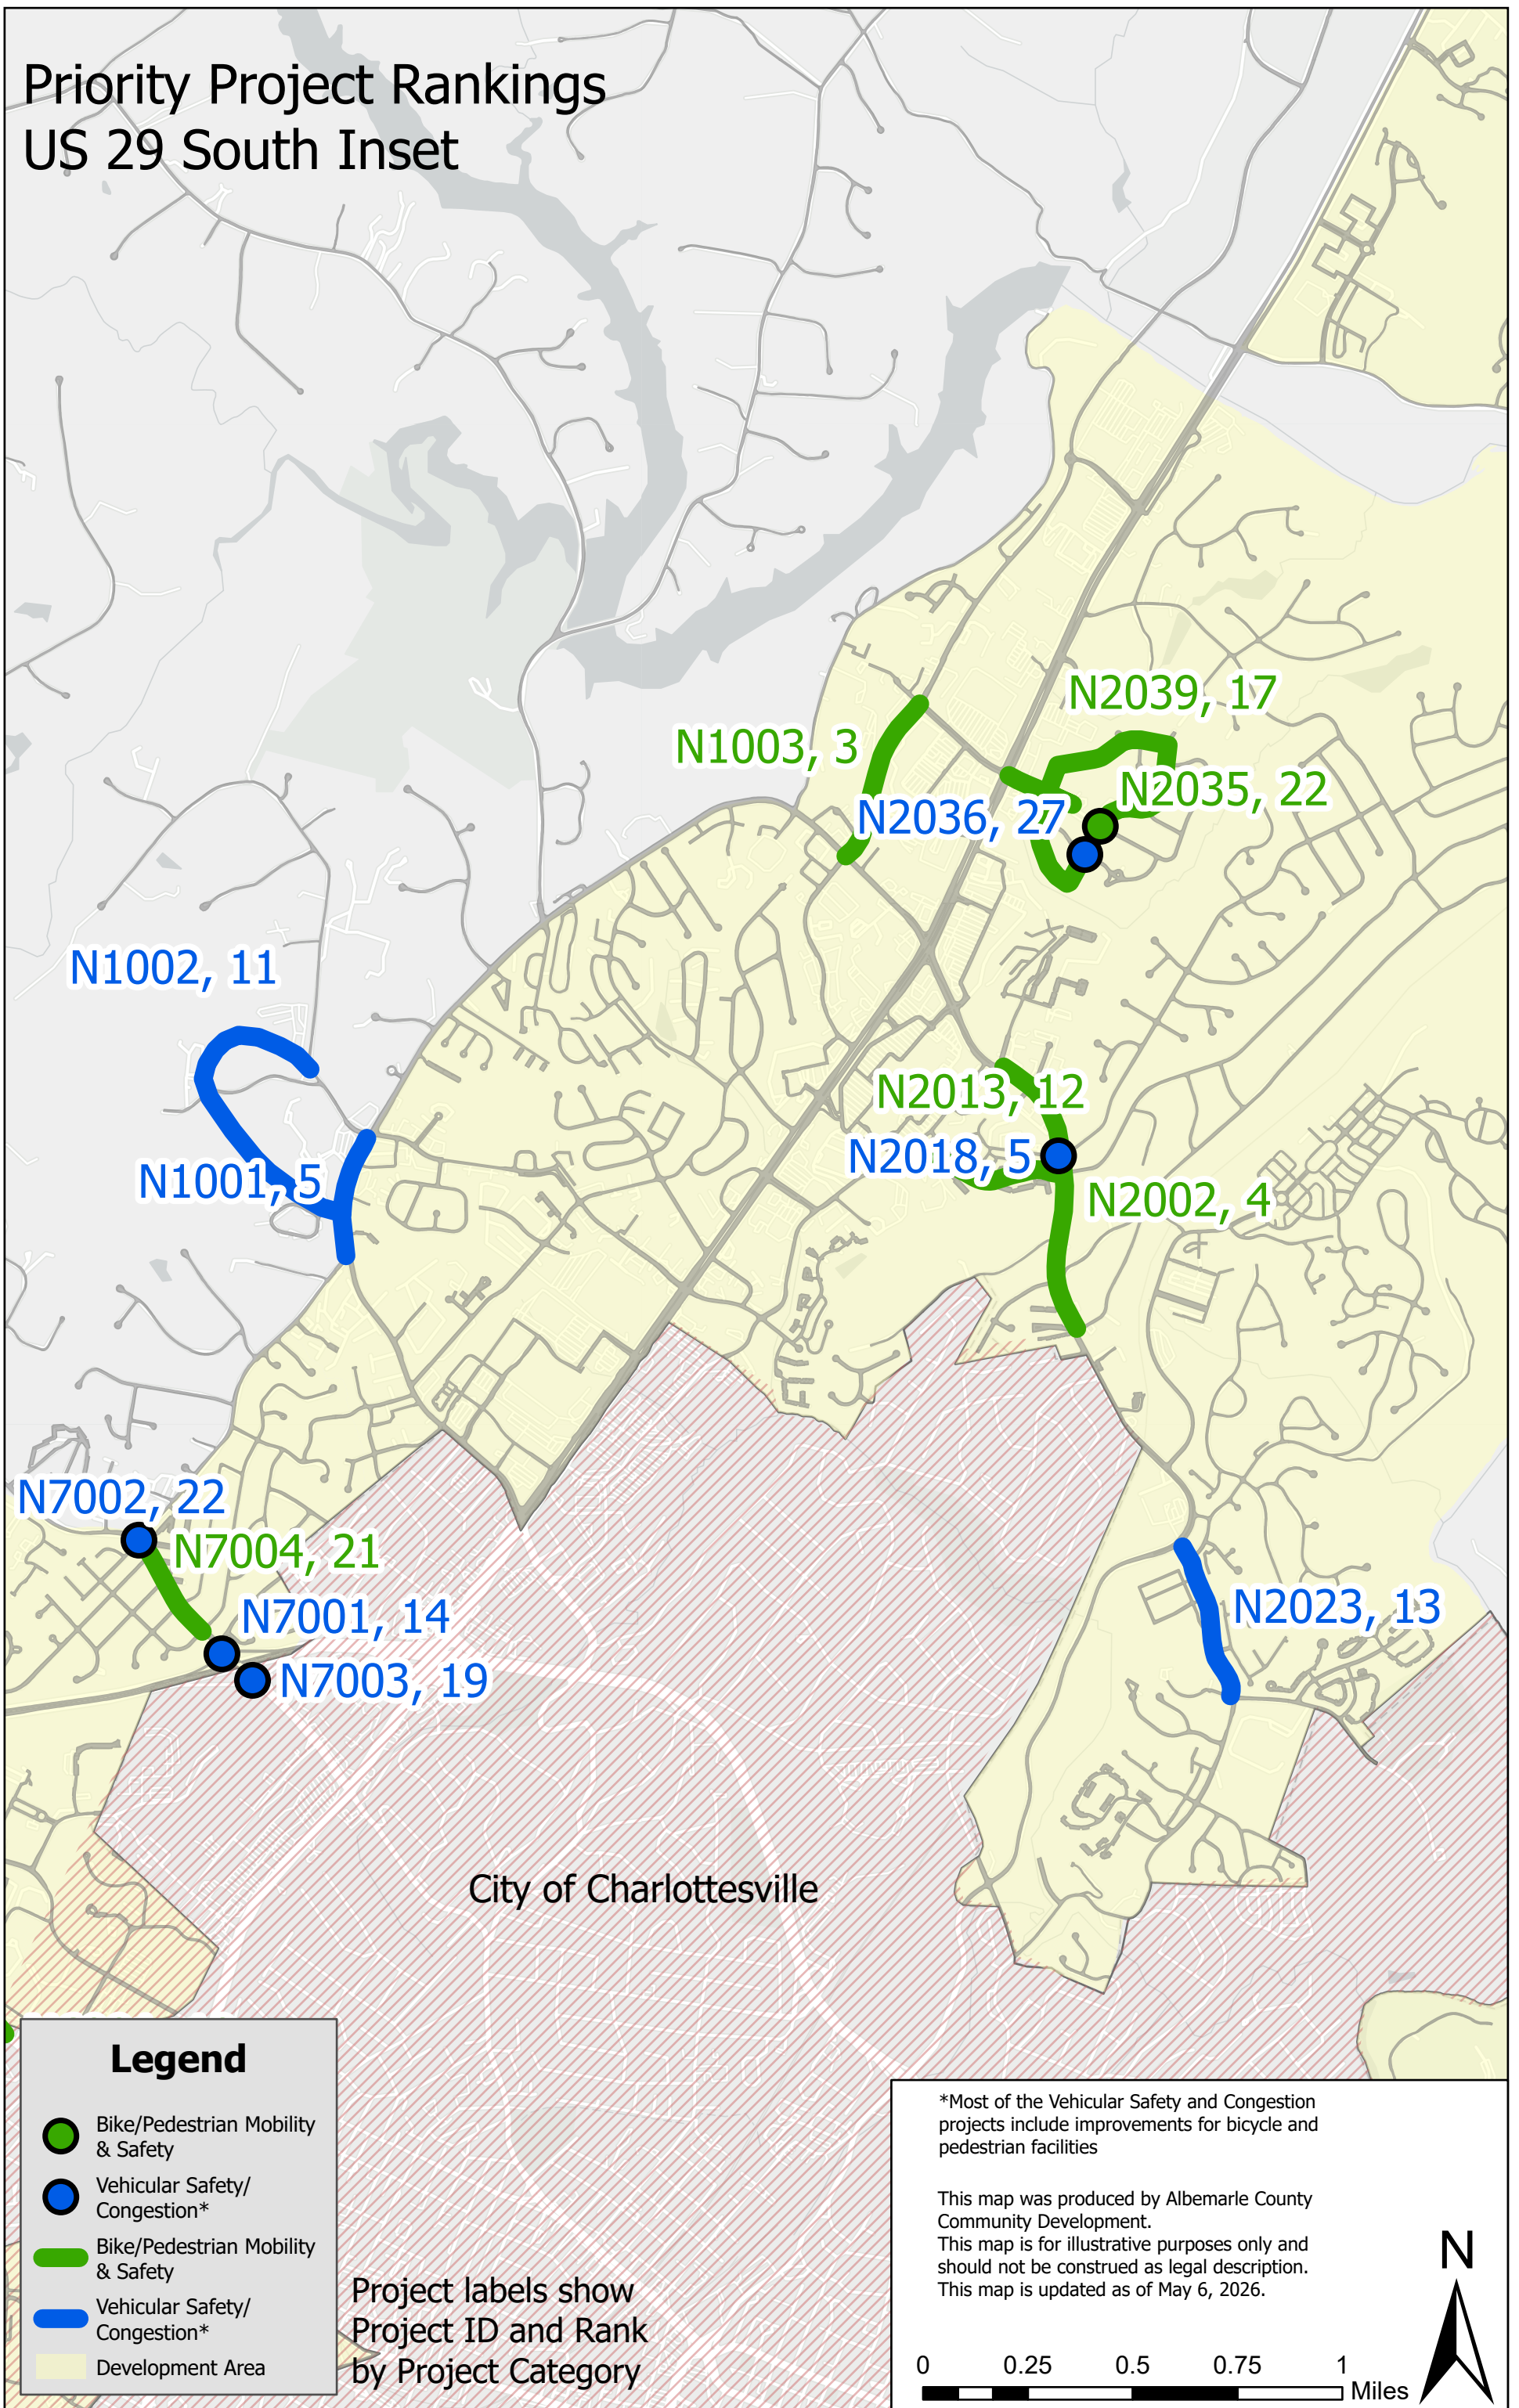 Priority Project Rankings
US 29 South Inset
N2039, 17
N1003, 3
N2035, 22
N2036, 27
N1002, 11
N2013, 12
N2018, 5
N1001, 5
N2002, 4
N7002, 22
N7004, 21
N7001, 14
N2023, 13
N7003, 19
City of Charlottesville
Legend
Bike/Pedestrian Mobility
& Safety
Vehicular Safety/
Congestion*
Bike/Pedestrian Mobility
& Safety
Vehicular Safety/
Congestion*
Development Area
Project labels show
Project ID and Rank
by Project Category
*Most of the Vehicular Safety and Congestion
projects include improvements for bicycle and
pedestrian facilities
This map was produced by Albemarle County
Community Development.
This map is for illustrative purposes only and
should not be construed as legal description.
This map is updated as of May 6, 2026.
N
0 0.25 0.5 0.75 1
Miles